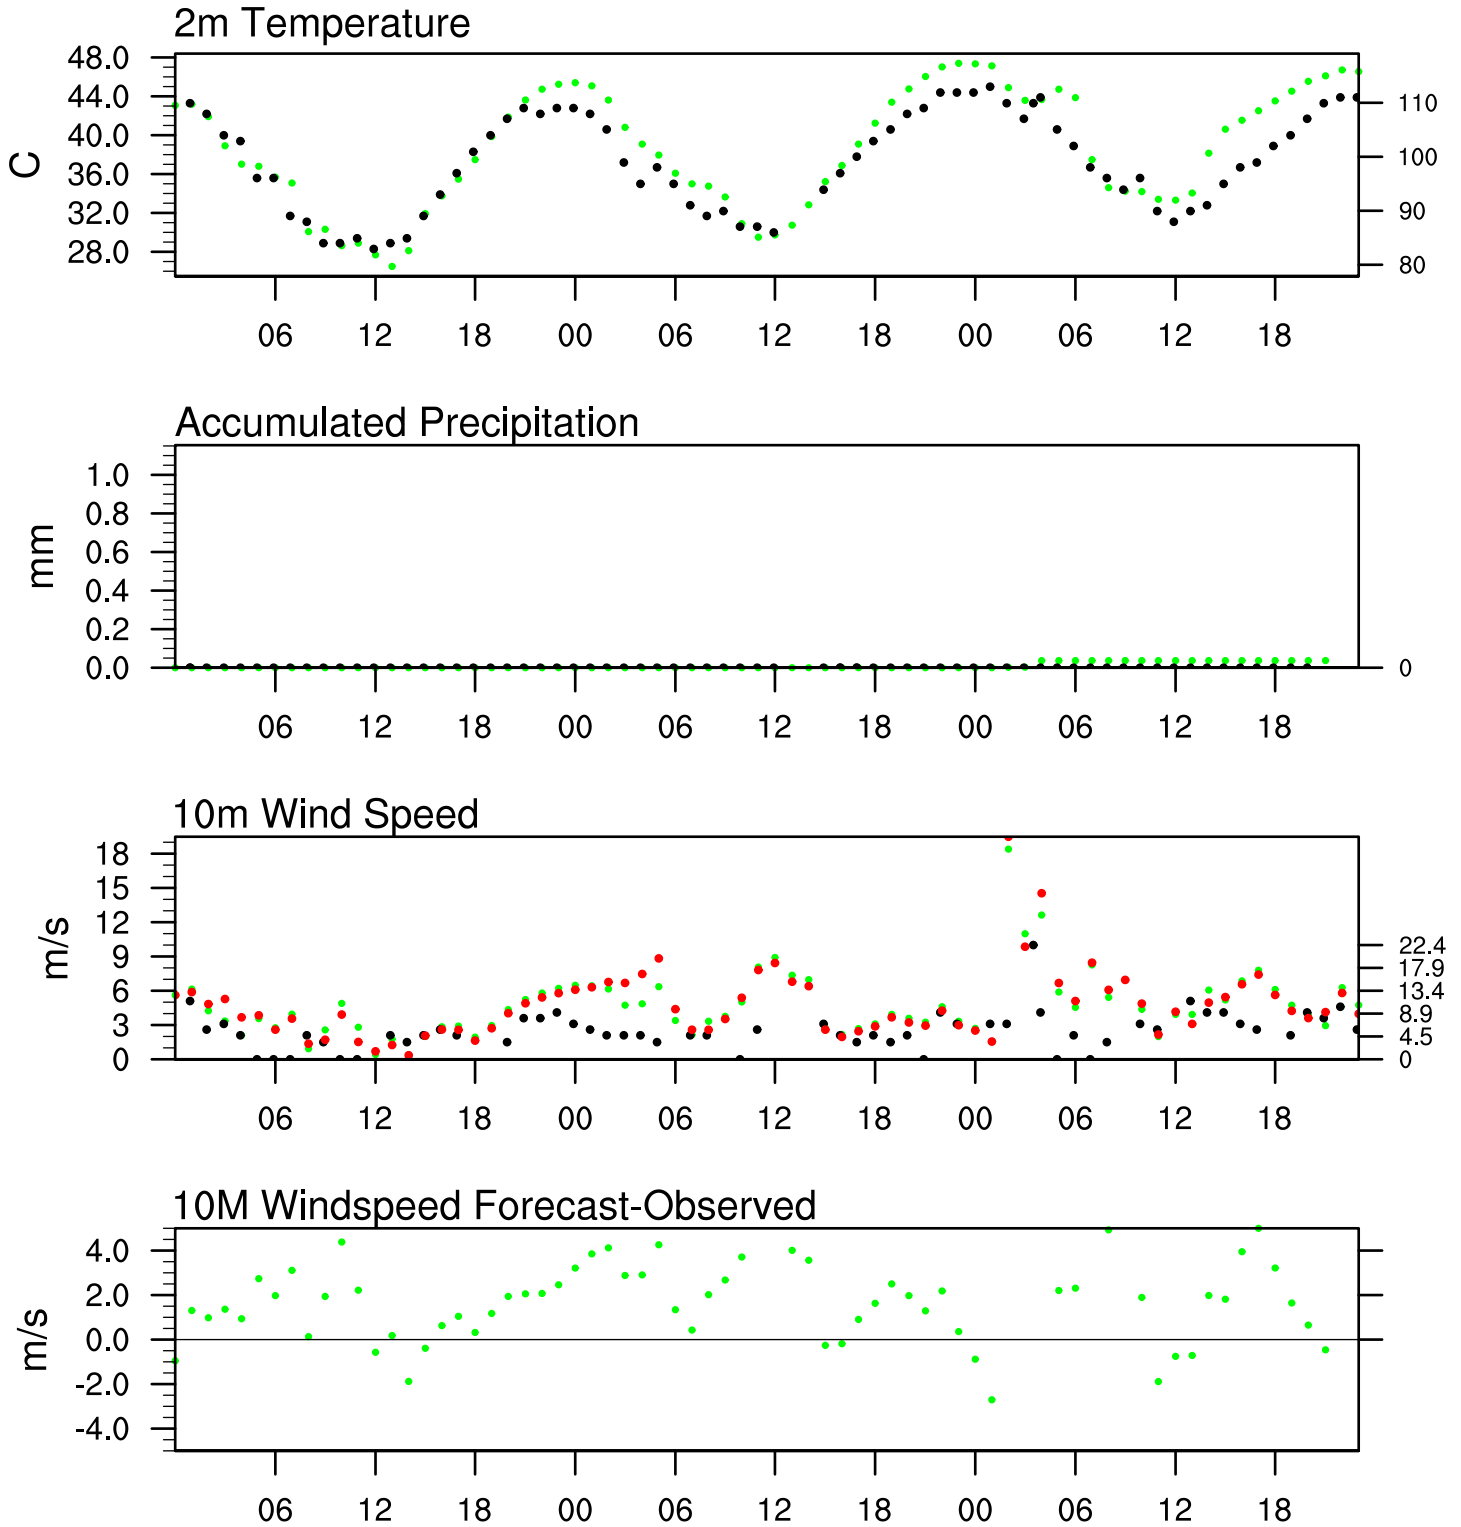 2m Temperature
48.0
44.0
40.0
36.0
32.0
28.0
C
110
100
90
80
06 12 18 00 06 12 18 00 06 12 18
Accumulated Precipitation
1.0
0.8
0.6
0.4
0.2
0.0
mm
0
06 12 18 00 06 12 18 00 06 12 18
10m Wind Speed
18
15
12
9
6
3
0
m/s
22.4
17.9
13.4
8.9
4.5
0
06 12 18 00 06 12 18 00 06 12 18
10M Windspeed Forecast-Observed
4.0
2.0
0.0
-2.0
-4.0
m/s
06 12 18 00 06 12 18 00 06 12 18